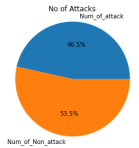 No of Attacks
Num_of_attack
46.5%
53.5%
Num_of_Non_attack